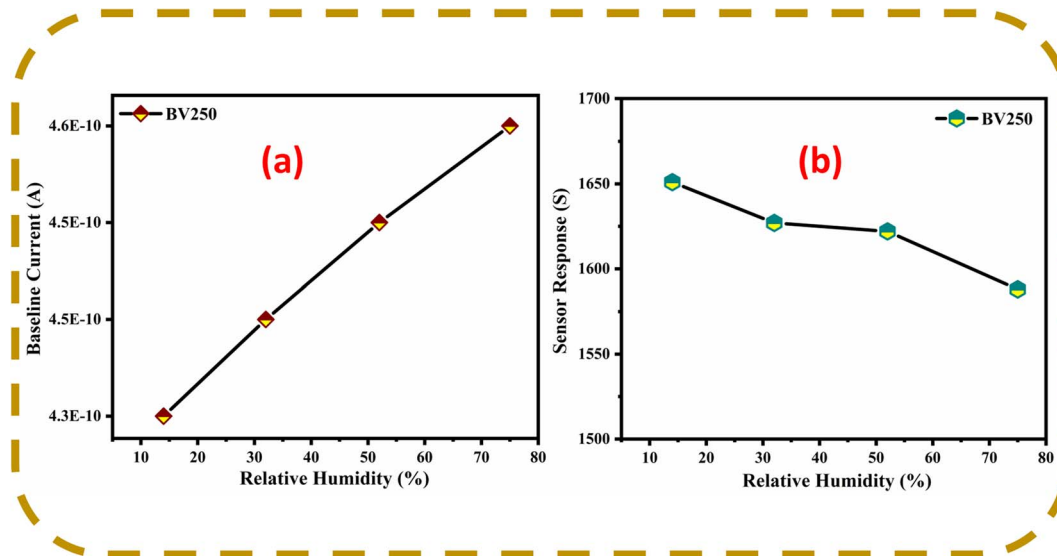 BV250
(a)
4.6E-10
4.5E-10
4.5E-10
4.3E-10
Baseline Current (A)
10 20 30 40 50 60 70 80
Relative Humidity (%)
BV250
(b)
1700
1650
1600
1550
1500
Sensor Response (S)
10 20 30 40 50 60 70 80
Relative Humidity (%)